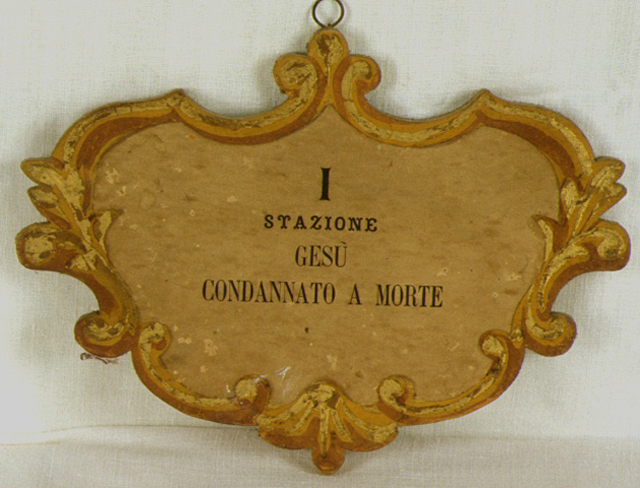 I
STAZIONE
GESÙ
CONDANNATO A MORTE